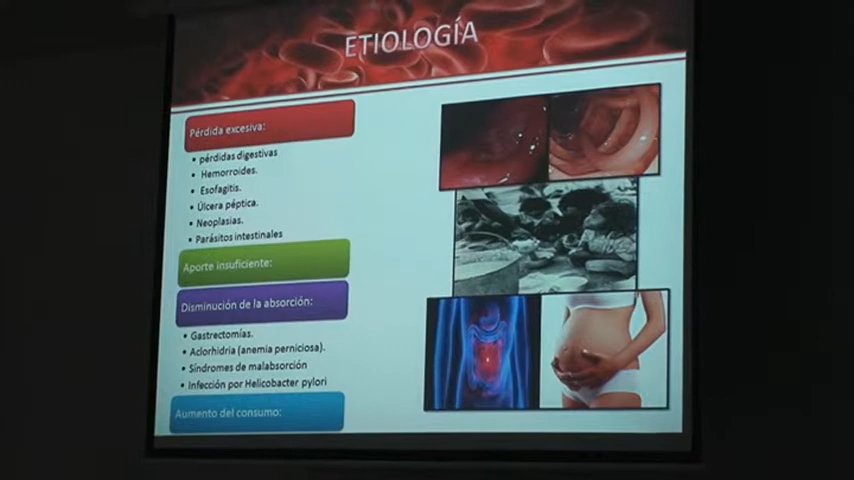 ETIOLOGÍA
Pérdida excesiva:
• pérdidas digestivas
• Hemorroides.
• Esofagitis.
• Úlcera péptica.
• Neoplasias.
• Parásitos intestinales
Aporte insuficiente:
Disminución de la absorción:
• Gastrectomías.
• Aclorhidria (anemia perniciosa).
• Síndromes de malabsorción
• Infección por Helicobacter pylori
Aumento del consumo: